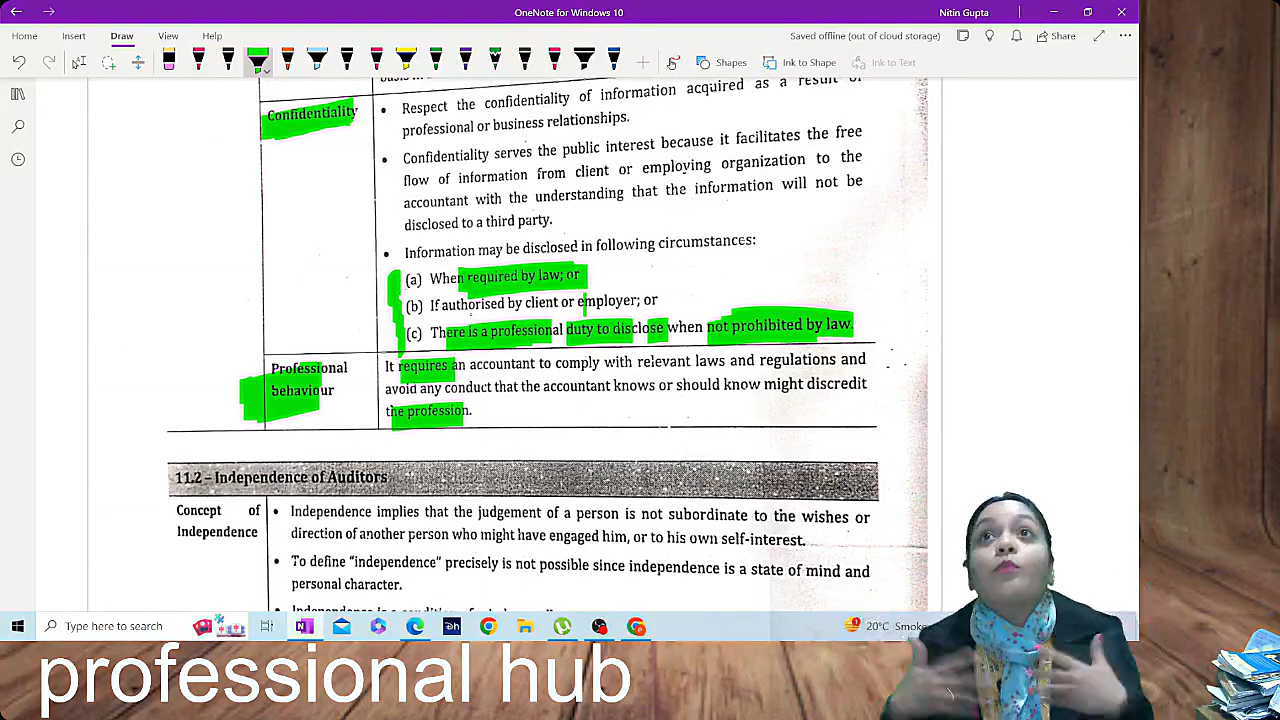 OneNote for Windows 10
Nitin Gupta
Home Insert Draw View Help
Saved offline (out of cloud storage)
Share
Shapes Ink to Shape Ink to Text
Confidentiality
• Respect the confidentiality of information acquired as a result of
professional or business relationships.
• Confidentiality serves the public interest because it facilitates the free
flow of information from client or employing organization to the
accountant with the understanding that the information will not be
disclosed to a third party.
• Information may be disclosed in following circumstances:
(a) When required by law; or
(b) If authorised by client or employer; or
(c) There is a professional duty to disclose when not prohibited by law.
Professional
behaviour
It requires an accountant to comply with relevant laws and regulations and
avoid any conduct that the accountant knows or should know might discredit
the profession.
11.2 – Independence of Auditors
Concept of
Independence
• Independence implies that the judgement of a person is not subordinate to the wishes or
direction of another person who might have engaged him, or to his own self-interest.
• To define "independence" precisely is not possible since independence is a state of mind and
personal character.
Type here to search
20°C Smoke
professional hub